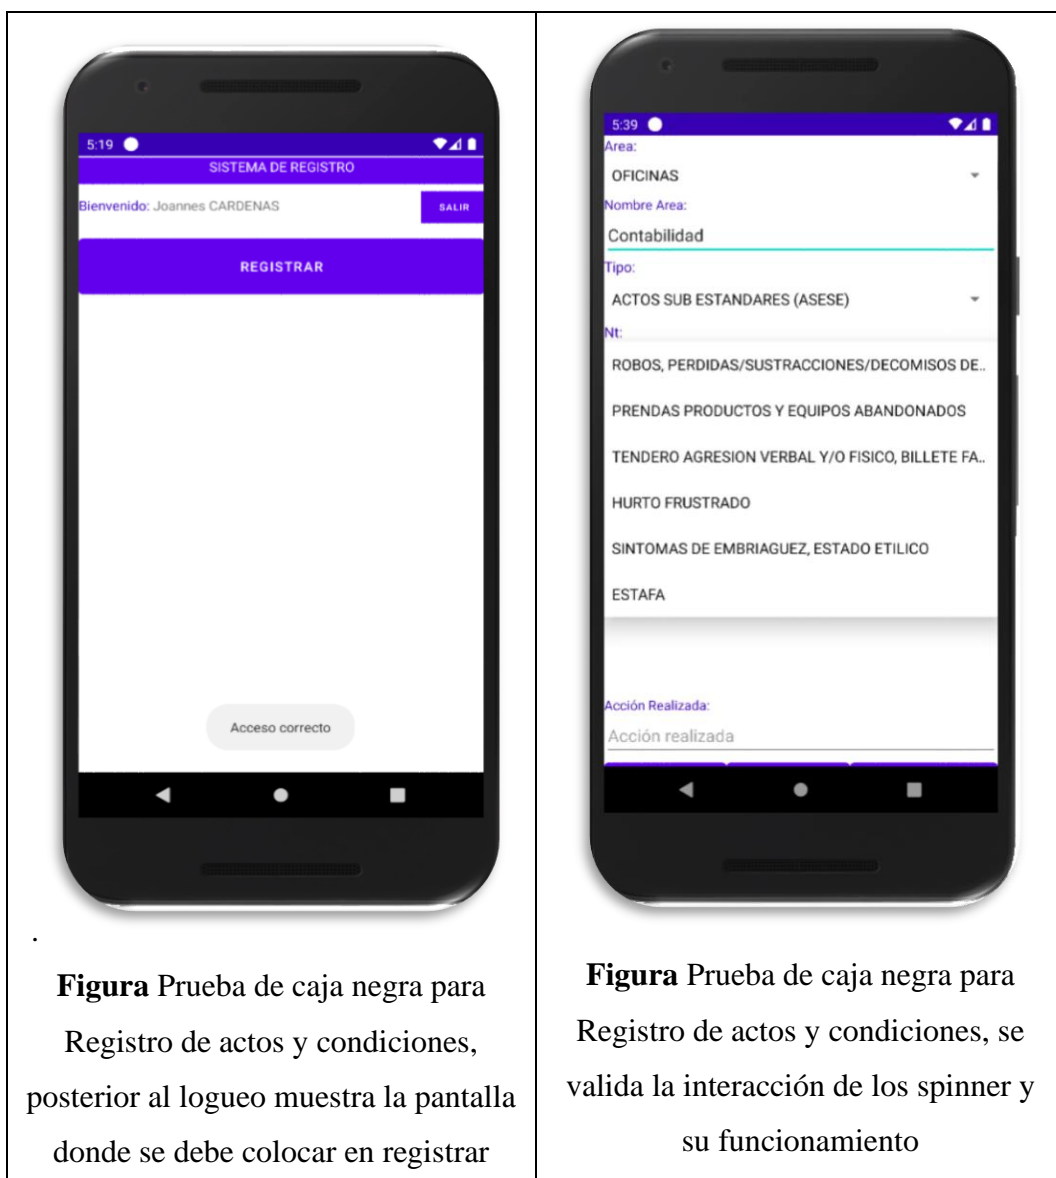 5:19
SISTEMA DE REGISTRO
Bienvenido: Joannes CARDENAS
SALIR
REGISTRAR
Acceso correcto
.
Figura Prueba de caja negra para
Registro de actos y condiciones,
posterior al logueo muestra la pantalla
donde se debe colocar en registrar
5:39
Area:
OFICINAS
Nombre Area:
Contabilidad
Tipo:
ACTOS SUB ESTANDARES (ASESE)
Nt:
ROBOS, PERDIDAS/SUSTRACCIONES/DECOMISOS DE..
PRENDAS PRODUCTOS Y EQUIPOS ABANDONADOS
TENDERO AGRESION VERBAL Y/O FISICO, BILLETE FA..
HURTO FRUSTRADO
SINTOMAS DE EMBRIAGUEZ, ESTADO ETILICO
ESTAFA
Acción Realizada:
Acción realizada
Figura Prueba de caja negra para
Registro de actos y condiciones, se
valida la interacción de los spinner y
su funcionamiento